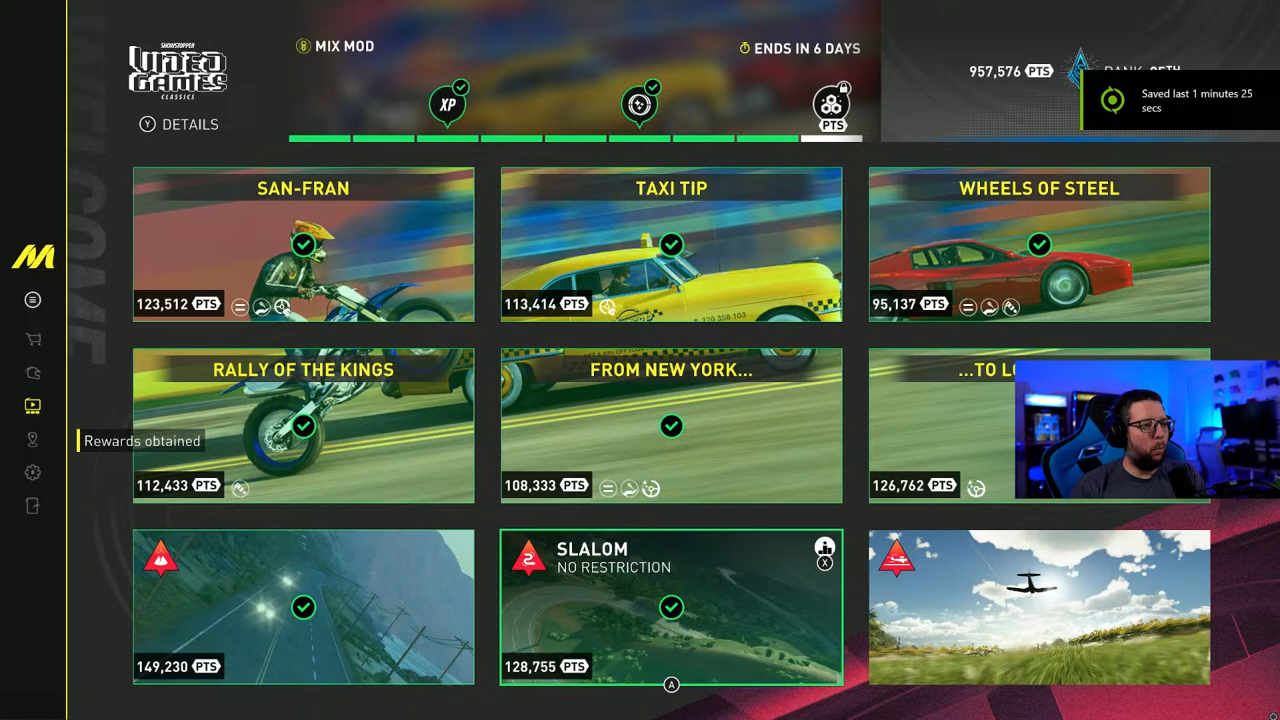 SHOWSTOPPER
VIDEO
GAMES
CLASSICS
Y DETAILS
MIX MOD
ENDS IN 6 DAYS
XP
PTS
957,576 PTS
Saved last 1 minutes 25
secs
WELCOME
SAN-FRAN
123,512 PTS
TAXI TIP
113,414 PTS
WHEELS OF STEEL
95,137 PTS
RALLY OF THE KINGS
112,433 PTS
FROM NEW YORK...
108,333 PTS
...TO
126,762 PTS
Rewards obtained
149,230 PTS
SLALOM
NO RESTRICTION
X
128,755 PTS
A